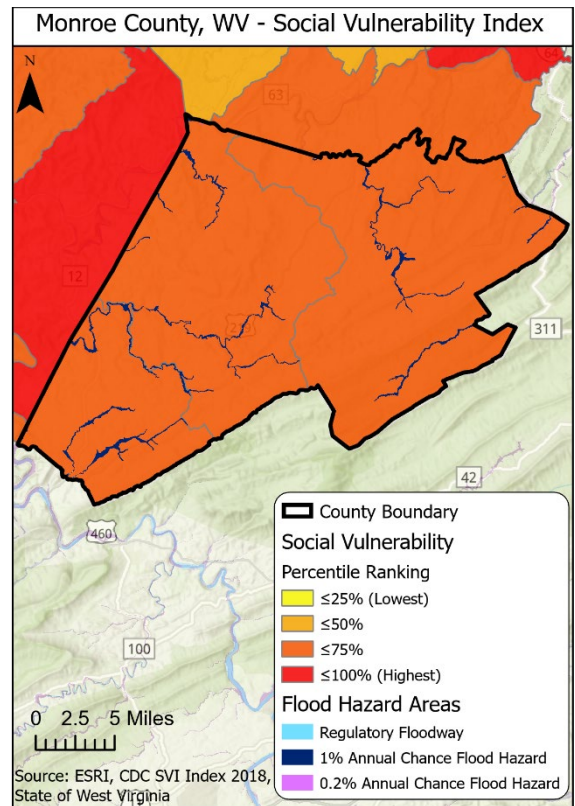 Monroe County, WV - Social Vulnerability Index
N
64
63
12
219
311
42
460
100
County Boundary
Social Vulnerability
Percentile Ranking
≤25% (Lowest)
≤50%
≤75%
≤100% (Highest)
Flood Hazard Areas
Regulatory Floodway
1% Annual Chance Flood Hazard
0.2% Annual Chance Flood Hazard
0 2.5 5 Miles
Source: ESRI, CDC SVI Index 2018,
State of West Virginia